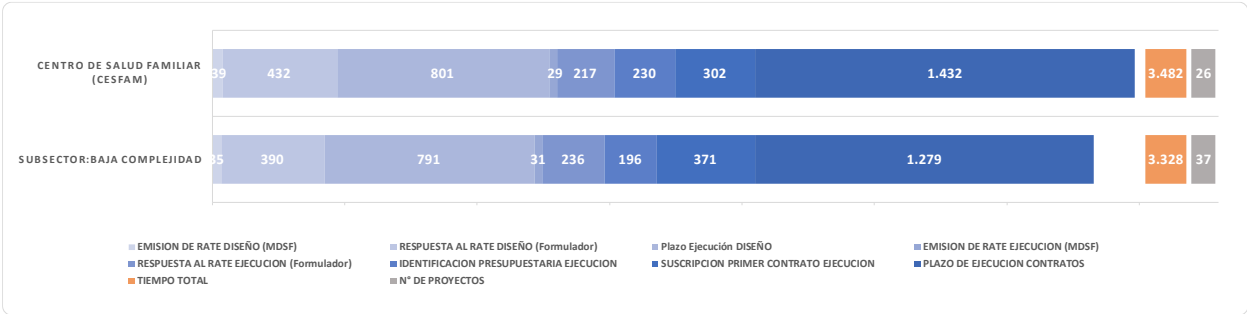 CENTRO DE SALUD FAMILIAR
(CESFAM)
39 432 801 29 217 230 302 1.432 3.482 26
SUBSECTOR:BAJA COMPLEJIDAD
35 390 791 31 236 196 371 1.279 3.328 37
EMISION DE RATE DISEÑO (MDSF) RESPUESTA AL RATE DISEÑO (Formulador) Plazo Ejecución DISEÑO EMISION DE RATE EJECUCION (MDSF)
RESPUESTA AL RATE EJECUCION (Formulador) IDENTIFICACION PRESUPUESTARIA EJECUCION SUSCRIPCION PRIMER CONTRATO EJECUCION PLAZO DE EJECUCION CONTRATOS
TIEMPO TOTAL N° DE PROYECTOS